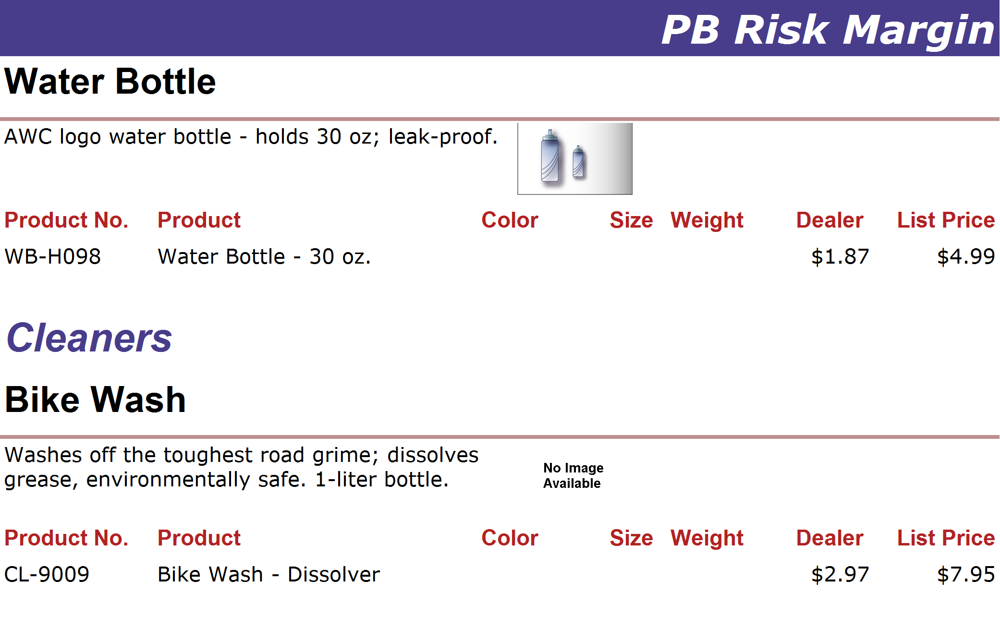 PB Risk Margin
Water Bottle
AWC logo water bottle - holds 30 oz; leak-proof.
Product No. Product Color Size Weight Dealer List Price
WB-H098 Water Bottle - 30 oz. $1.87 $4.99
Cleaners
Bike Wash
Washes off the toughest road grime; dissolves
grease, environmentally safe. 1-liter bottle.
No Image
Available
Product No. Product Color Size Weight Dealer List Price
CL-9009 Bike Wash - Dissolver $2.97 $7.95